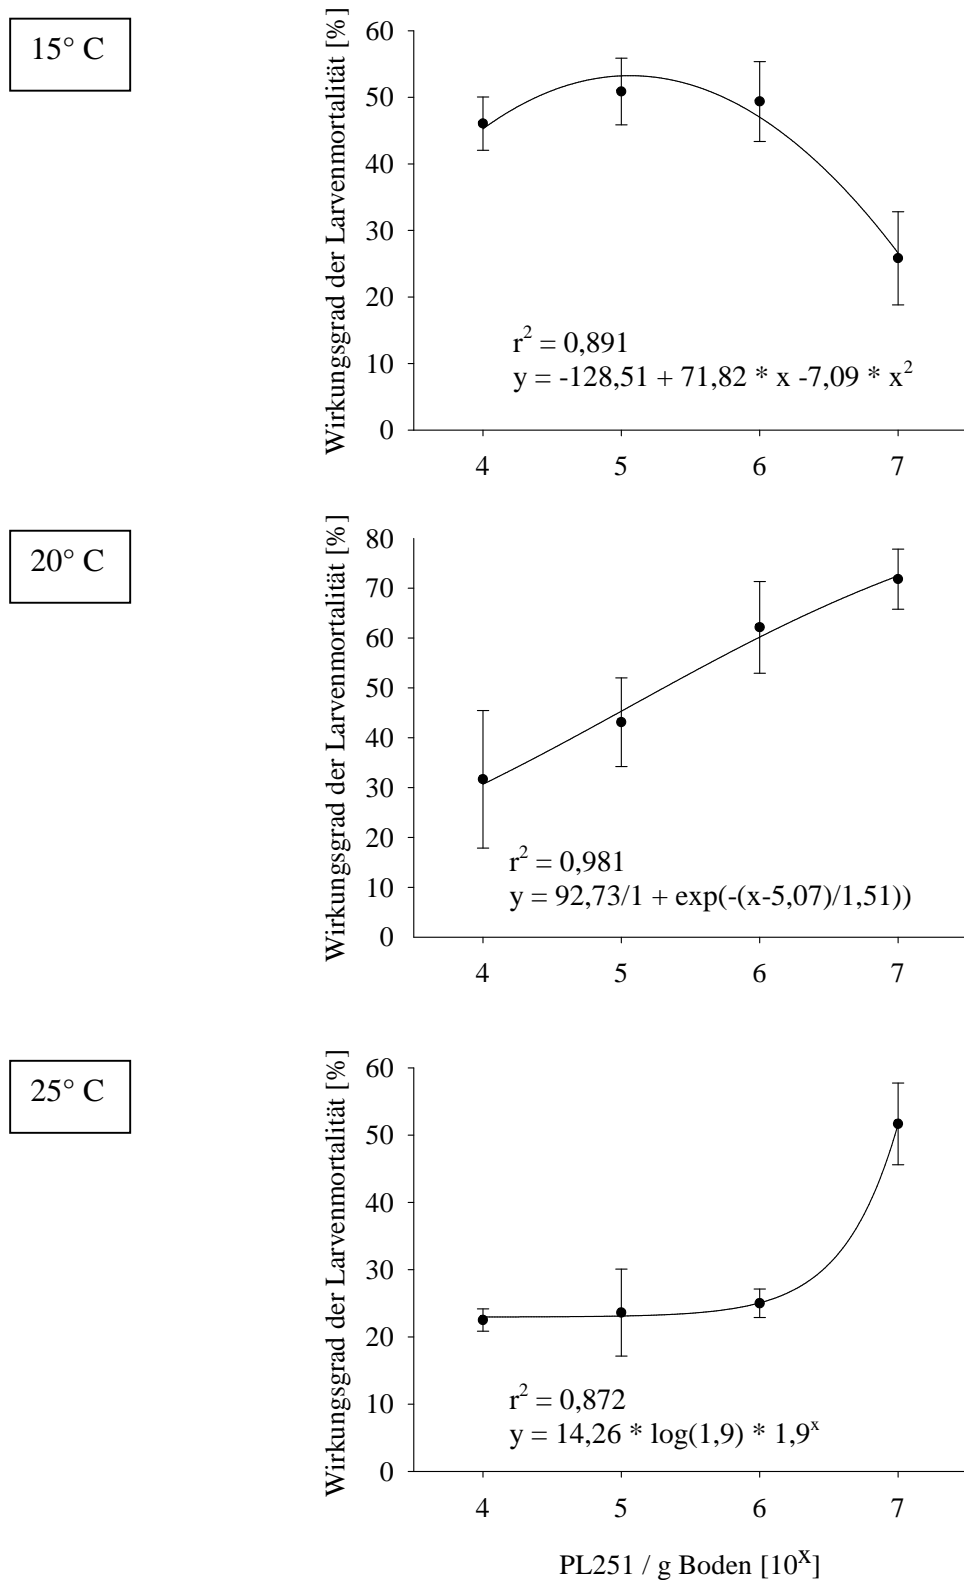 15° C
Wirkungsgrad der Larvenmortalität [%]
60
50
40
30
20
10
0
r² = 0,891
y = -128,51 + 71,82 * x -7,09 * x²
4 5 6 7
20° C
Wirkungsgrad der Larvenmortalität [%]
80
70
60
50
40
30
20
10
0
r² = 0,981
y = 92,73/1 + exp(-(x-5,07)/1,51))
4 5 6 7
25° C
Wirkungsgrad der Larvenmortalität [%]
60
50
40
30
20
10
0
r² = 0,872
y = 14,26 * log(1,9) * 1,9ˣ
4 5 6 7
PL251 / g Boden [10ˣ]